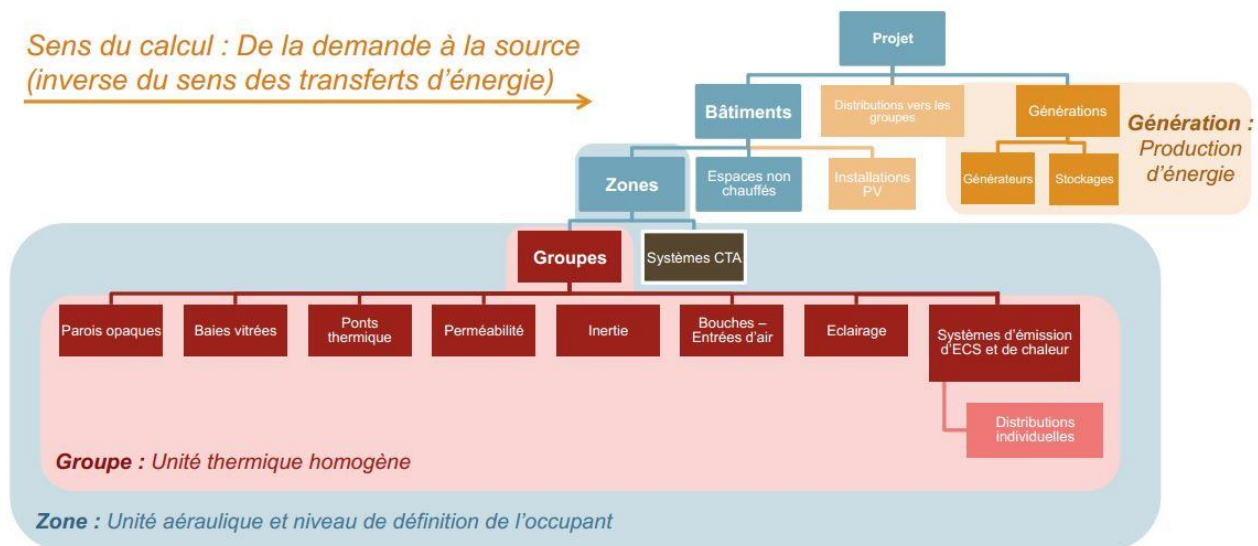 Sens du calcul : De la demande à la source
(inverse du sens des transferts d'énergie)
Projet
Bâtiments
Distributions vers les
groupes
Générations
Génération :
Production
d'énergie
Zones
Espaces non
chauffés
Installations
PV
Générateurs
Stockages
Groupes
Systèmes CTA
Parois opaques
Baies vitrées
Ponts
thermique
Perméabilité
Inertie
Bouches –
Entrées d'air
Eclairage
Systèmes d'émission
d'ECS et de chaleur
Distributions
individuelles
Groupe : Unité thermique homogène
Zone : Unité aéraulique et niveau de définition de l'occupant